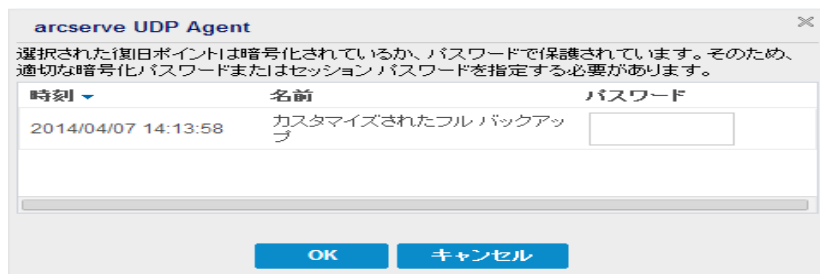 arcserve UDP Agent
選択された復旧ポイントは暗号化されているか、パスワードで保護されています。そのため、
適切な暗号化パスワードまたはセッション パスワードを指定する必要があります。
時刻 名前 パスワード
2014/04/07 14:13:58 カスタマイズされたフル バックアッ
プ
OK キャンセル